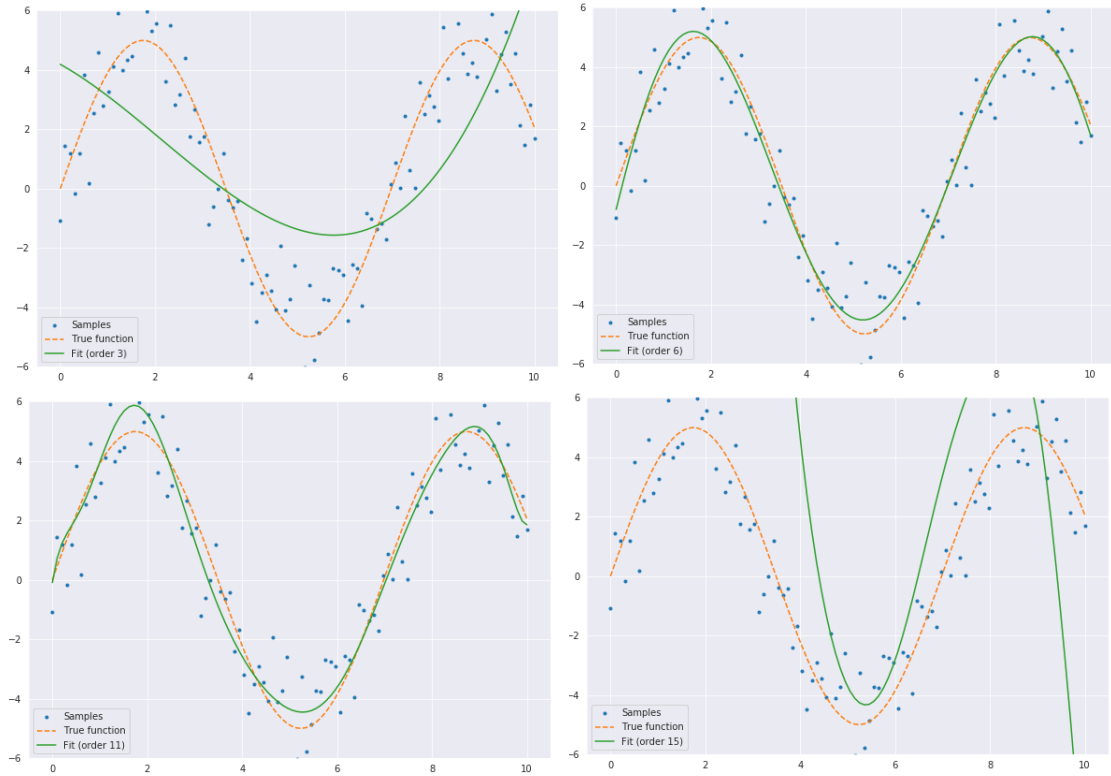 6
4
2
0
−2
−4
−6
Samples
True function
Fit (order 3)
0 2 4 6 8 10
6
4
2
0
−2
−4
−6
Samples
True function
Fit (order 6)
0 2 4 6 8 10
6
4
2
0
−2
−4
−6
Samples
True function
Fit (order 11)
0 2 4 6 8 10
6
4
2
0
−2
−4
−6
Samples
True function
Fit (order 15)
0 2 4 6 8 10